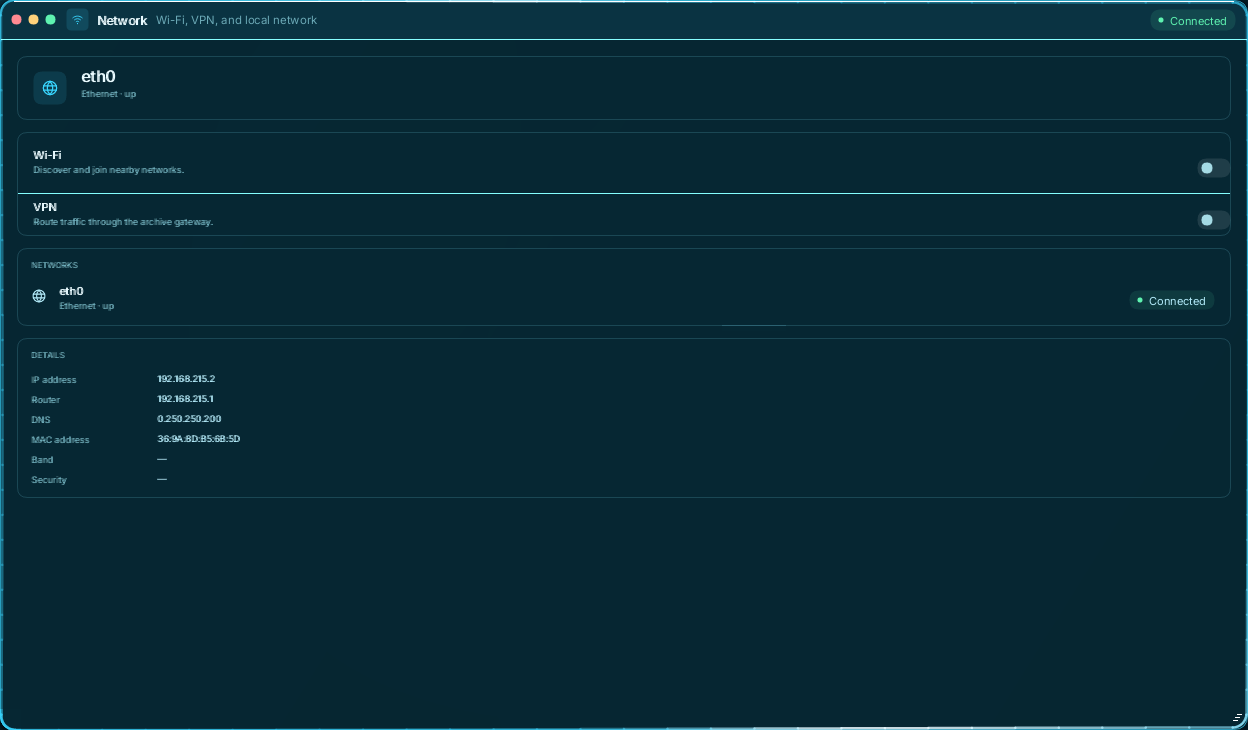 Network Wi-Fi, VPN, and local network
Connected
eth0
Ethernet · up
Wi-Fi
Discover and join nearby networks.
VPN
Route traffic through the archive gateway.
NETWORKS
eth0
Ethernet · up
Connected
DETAILS
IP address 192.168.215.2
Router 192.168.215.1
DNS 0.250.250.200
MAC address 36:9A:8D:B5:6B:5D
Band —
Security —